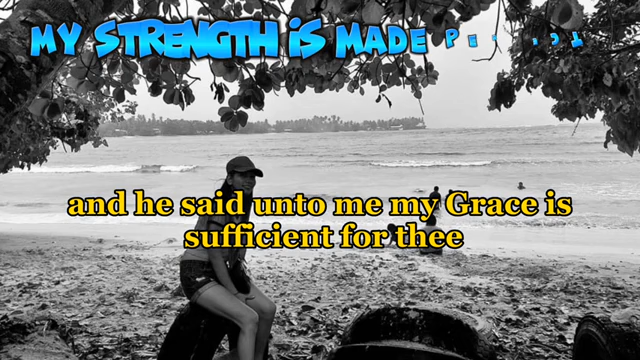 MY STRENGTH iS MADE
and he said unto me my Grace is
sufficient for thee